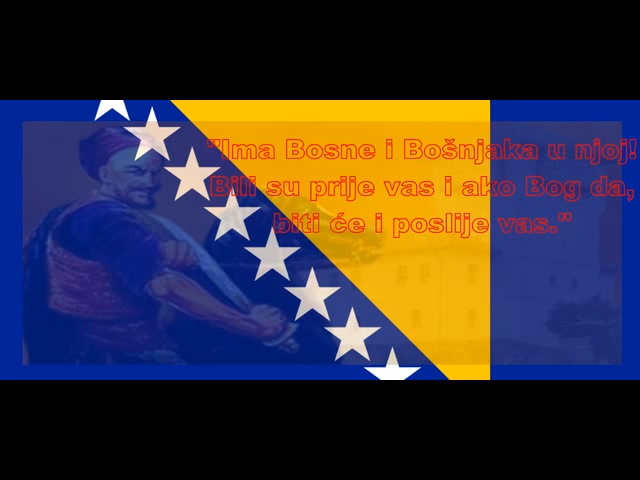 "Ima Bosne i Bošnjaka u njoj!
Bili su prije vas i ako Bog da,
biti će i poslije vas."